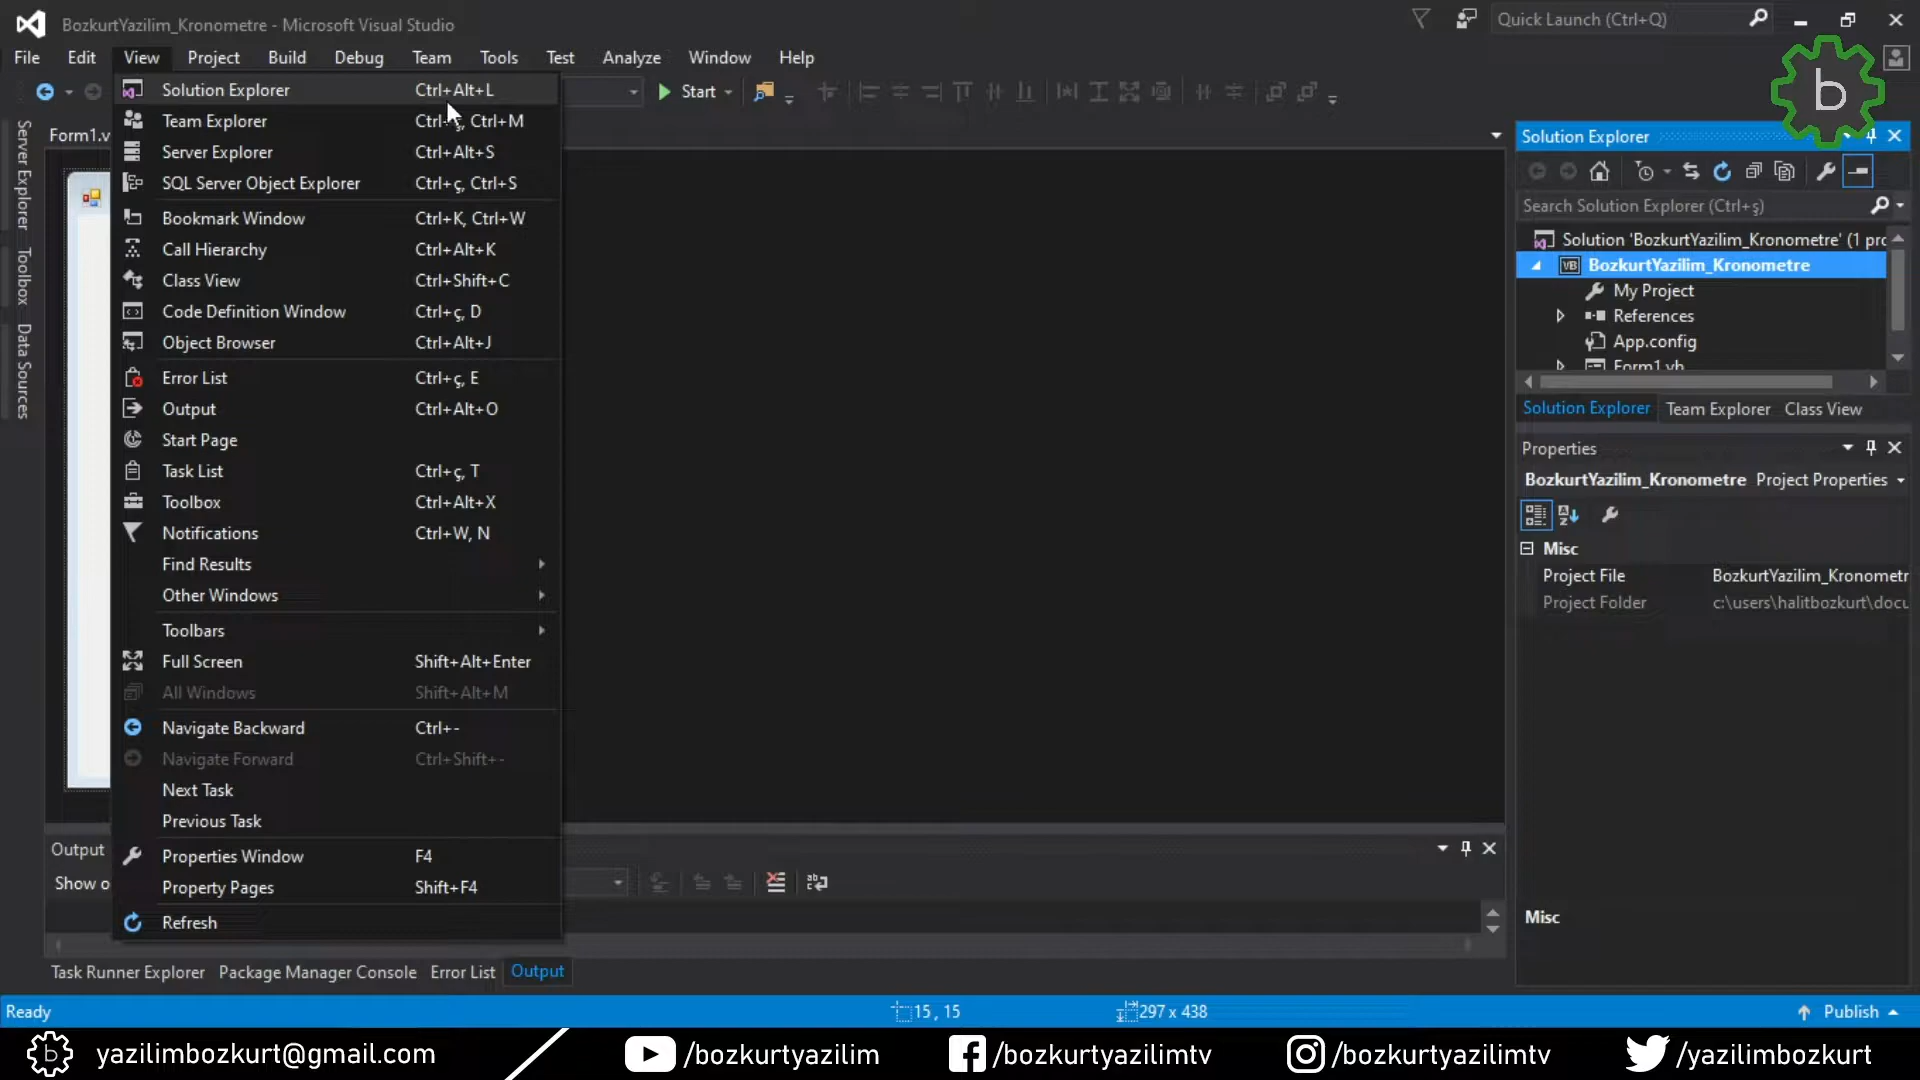 BozkurtYazilim_Kronometre - Microsoft Visual Studio
Quick Launch (Ctrl+Q)
File Edit View Project Build Debug Team Tools Test Analyze Window Help
Start
b
Server Explorer
Toolbox
Data Sources
Form1.v
Solution Explorer Ctrl+Alt+L
Team Explorer Ctrl+ç, Ctrl+M
Server Explorer Ctrl+Alt+S
SQL Server Object Explorer Ctrl+ç, Ctrl+S
Bookmark Window Ctrl+K, Ctrl+W
Call Hierarchy Ctrl+Alt+K
Class View Ctrl+Shift+C
Code Definition Window Ctrl+ç, D
Object Browser Ctrl+Alt+J
Error List Ctrl+ç, E
Output Ctrl+Alt+O
Start Page
Task List Ctrl+ç, T
Toolbox Ctrl+Alt+X
Notifications Ctrl+W, N
Find Results
Other Windows
Toolbars
Full Screen Shift+Alt+Enter
All Windows Shift+Alt+M
Navigate Backward Ctrl+-
Navigate Forward Ctrl+Shift+-
Next Task
Previous Task
Properties Window F4
Property Pages Shift+F4
Refresh
Solution Explorer
Search Solution Explorer (Ctrl+ş)
Solution 'BozkurtYazilim_Kronometre' (1 prc
VB BozkurtYazilim_Kronometre
My Project
References
App.config
Form1.vb
Solution Explorer Team Explorer Class View
Properties
BozkurtYazilim_Kronometre Project Properties
Misc
Project File BozkurtYazilim_Kronometr
Project Folder c:\users\halitbozkurt\docu
Misc
Output
Show o
Task Runner Explorer Package Manager Console Error List Output
Ready 15 , 15 297 x 438 Publish
b yazilimbozkurt@gmail.com /bozkurtyazilim /bozkurtyazilimtv /bozkurtyazilimtv /yazilimbozkurt